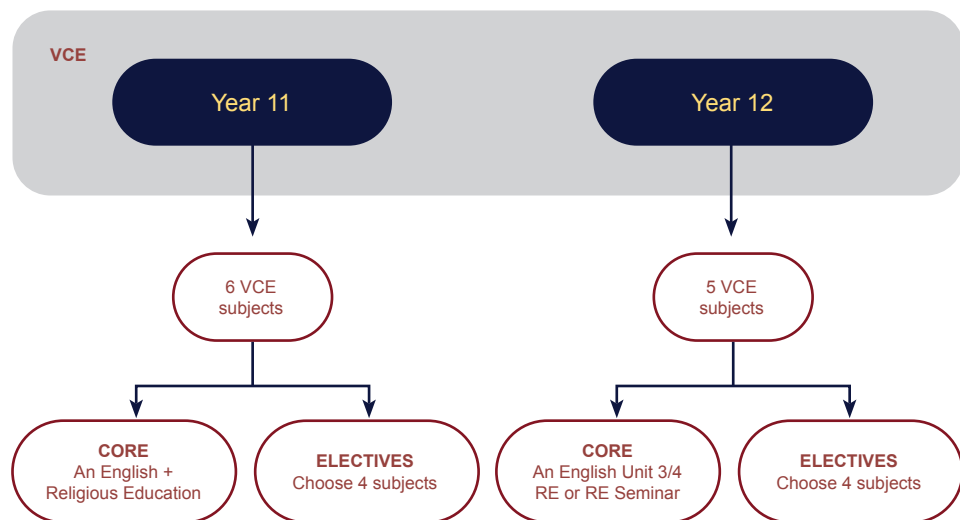 VCE
Year 11
Year 12
6 VCE
subjects
5 VCE
subjects
CORE
An English +
Religious Education
ELECTIVES
Choose 4 subjects
CORE
An English Unit 3/4
RE or RE Seminar
ELECTIVES
Choose 4 subjects